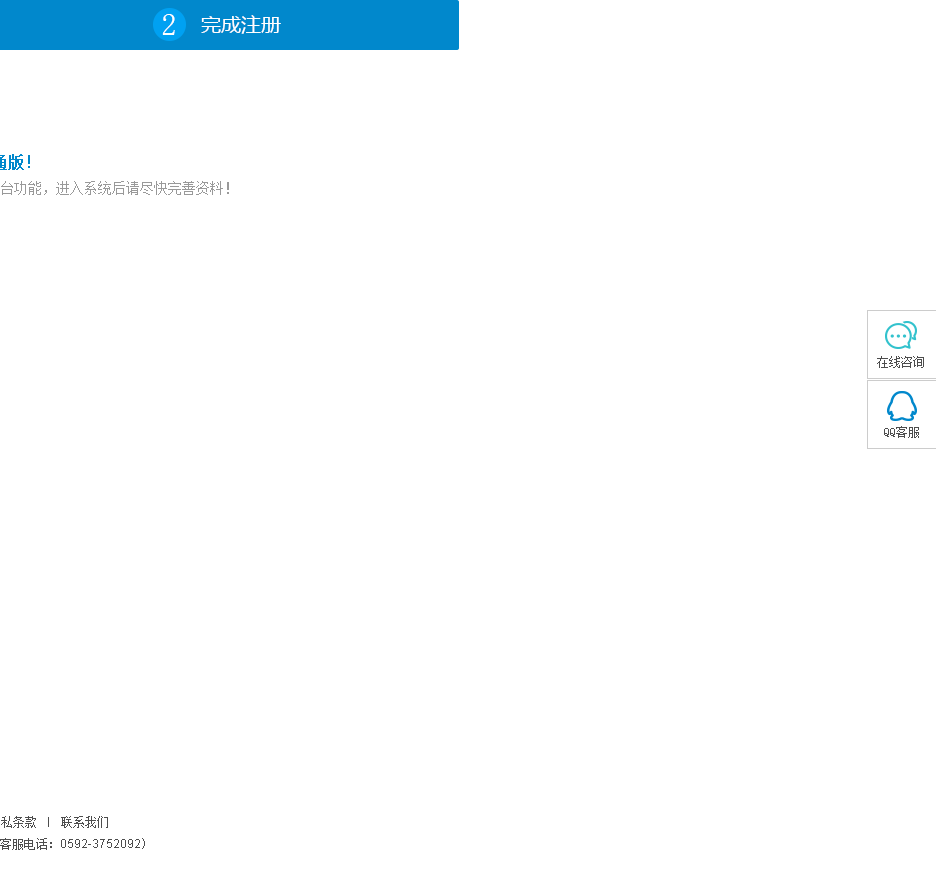 2 完成注册
通版!
台功能，进入系统后请尽快完善资料！
在线咨询
QQ客服
私条款 | 联系我们
客服电话：0592-3752092）